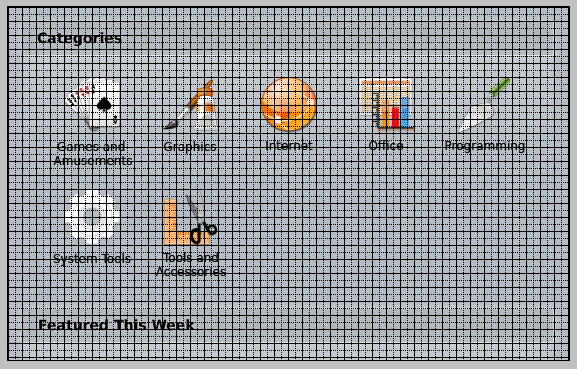 Categories
Games and
Amusements
Graphics
Internet
Office
Programming
System Tools
Tools and
Accessories
Featured This Week